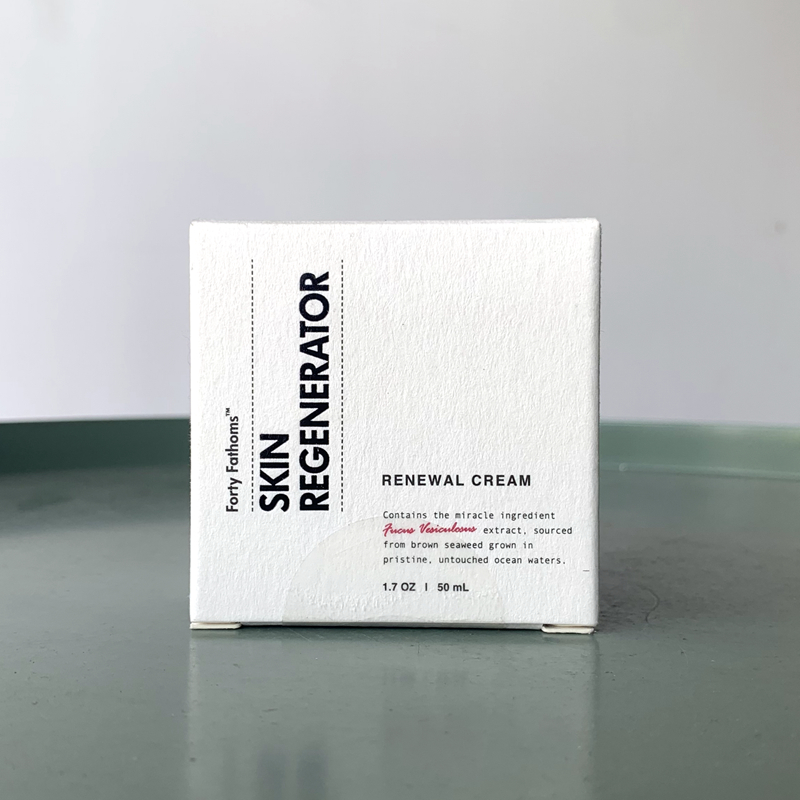 Forty Fathoms™
SKIN
REGENERATOR
RENEWAL CREAM
Contains the miracle ingredient
Fucus Vesiculosus extract, sourced
from brown seaweed grown in
pristine, untouched ocean waters.
1.7 OZ | 50 mL